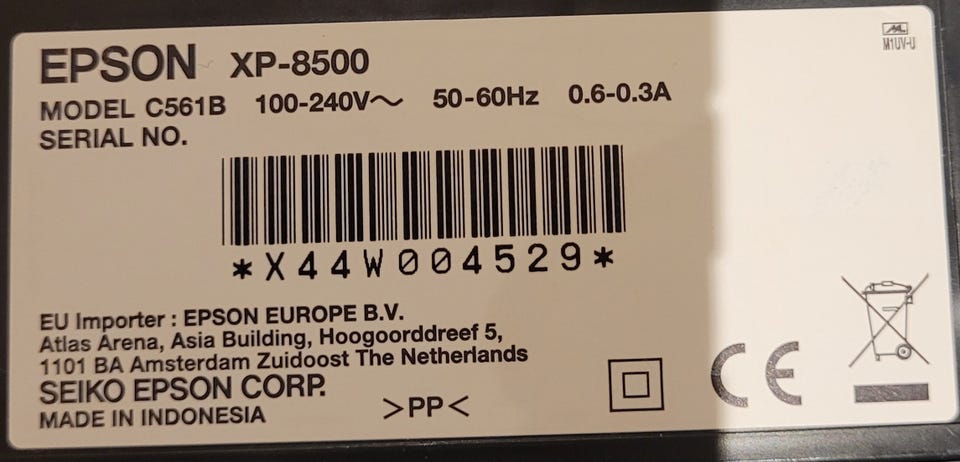 EPSON XP-8500
MODEL C561B 100-240V～ 50-60Hz 0.6-0.3A
SERIAL NO.
*X44W004529*
EU Importer : EPSON EUROPE B.V.
Atlas Arena, Asia Building, Hoogoorddreef 5,
1101 BA Amsterdam Zuidoost The Netherlands
SEIKO EPSON CORP.
MADE IN INDONESIA >PP<
CE
M1UV-U